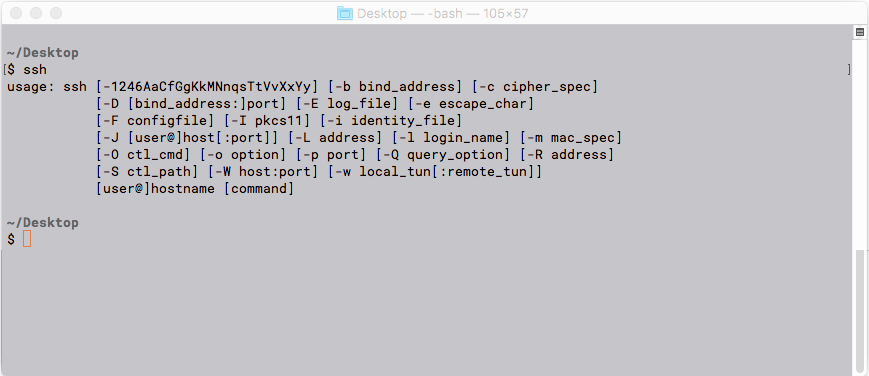 Desktop — -bash — 105×57
~/Desktop
[$ ssh ]
usage: ssh [-1246AaCfGgKkMNnqsTtVvXxYy] [-b bind_address] [-c cipher_spec]
[-D [bind_address:]port] [-E log_file] [-e escape_char]
[-F configfile] [-I pkcs11] [-i identity_file]
[-J [user@]host[:port]] [-L address] [-l login_name] [-m mac_spec]
[-O ctl_cmd] [-o option] [-p port] [-Q query_option] [-R address]
[-S ctl_path] [-W host:port] [-w local_tun[:remote_tun]]
[user@]hostname [command]
~/Desktop
$